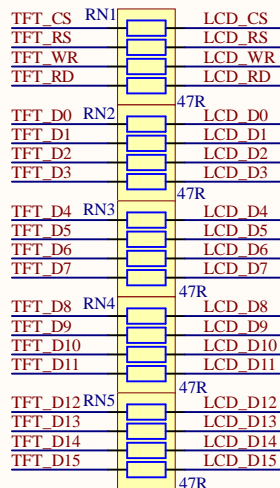 TFT_CS RN1 LCD_CS
TFT_RS LCD_RS
TFT_WR LCD_WR
TFT_RD LCD_RD
47R
TFT_D0 RN2 LCD_D0
TFT_D1 LCD_D1
TFT_D2 LCD_D2
TFT_D3 LCD_D3
47R
TFT_D4 RN3 LCD_D4
TFT_D5 LCD_D5
TFT_D6 LCD_D6
TFT_D7 LCD_D7
47R
TFT_D8 RN4 LCD_D8
TFT_D9 LCD_D9
TFT_D10 LCD_D10
TFT_D11 LCD_D11
47R
TFT_D12 RN5 LCD_D12
TFT_D13 LCD_D13
TFT_D14 LCD_D14
TFT_D15 LCD_D15
47R